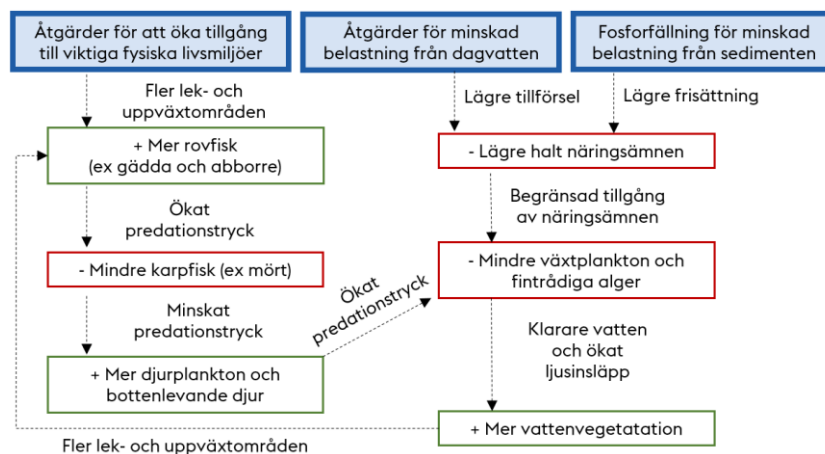 Åtgärder för att öka tillgång
till viktiga fysiska livsmiljöer
Åtgärder för minskad
belastning från dagvatten
Fosforfällning för minskad
belastning från sedimenten
Fler lek- och
uppväxtområden
Lägre tillförsel
Lägre frisättning
+ Mer rovfisk
(ex gädda och abborre)
- Lägre halt näringsämnen
Ökat
predationstryck
Begränsad tillgång
av näringsämnen
- Mindre karpfisk (ex mört)
- Mindre växtplankton och
fintrådiga alger
Minskat
predationstryck
Ökat
predationstryck
Klarare vatten
och ökat
ljusinsläpp
+ Mer djurplankton och
bottenlevande djur
+ Mer vattenvegetatation
Fler lek- och uppväxtområden